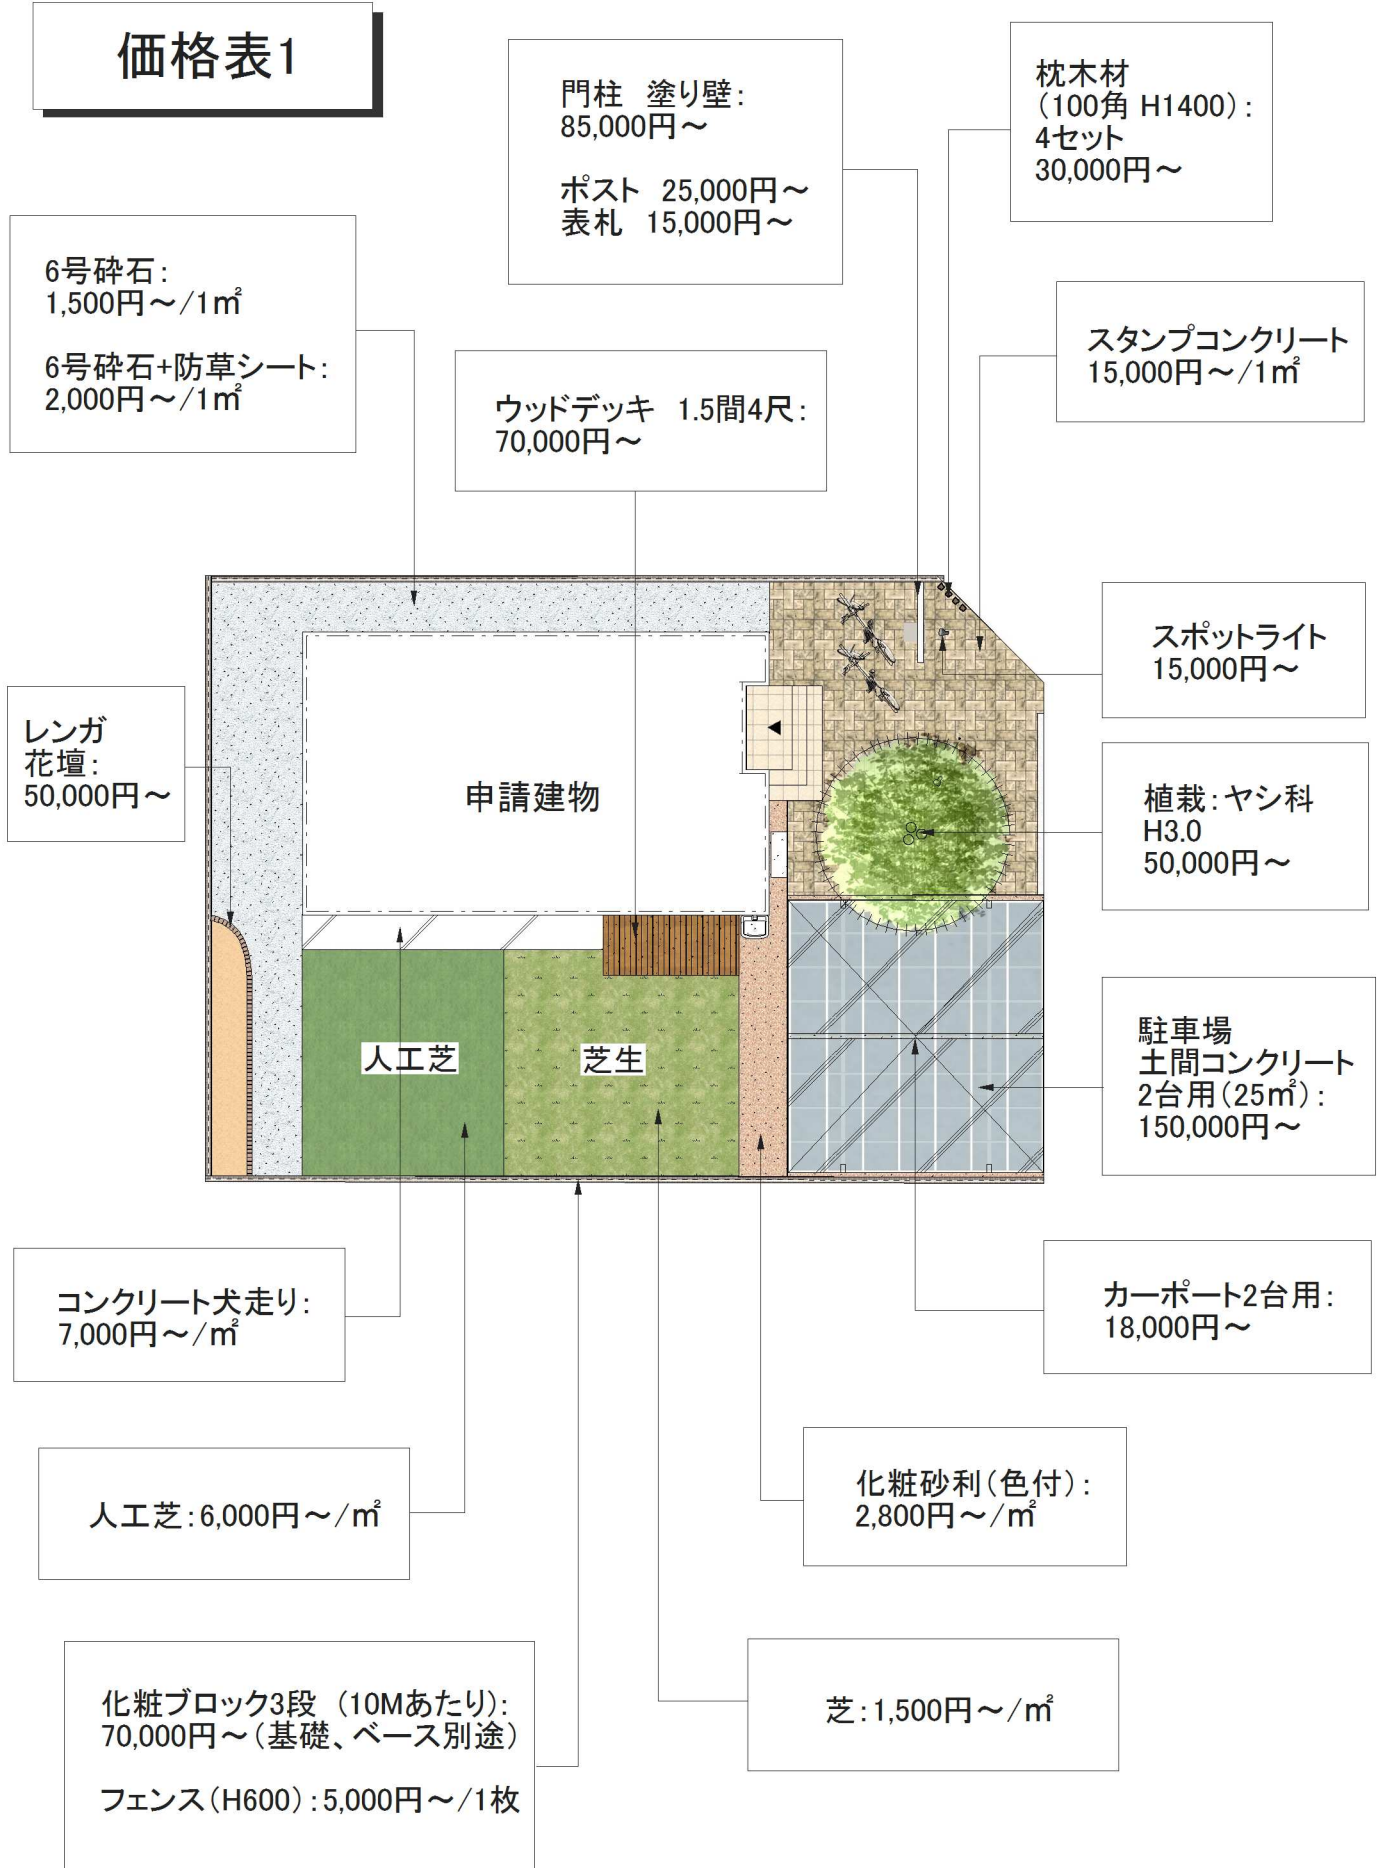 価格表1
門柱　塗り壁：
85,000円～
ポスト　25,000円～
表札　15,000円～
枕木材
（100角 H1400）：
4セット
30,000円～
6号砕石：
1,500円～/1㎡
6号砕石+防草シート：
2,000円～/1㎡
スタンプコンクリート
15,000円～/1㎡
ウッドデッキ　1.5間4尺：
70,000円～
スポットライト
15,000円～
レンガ
花壇：
50,000円～
申請建物
植栽：ヤシ科
H3.0
50,000円～
人工芝
芝生
駐車場
土間コンクリート
2台用（25㎡）：
150,000円～
コンクリート犬走り：
7,000円～/㎡
カーポート2台用：
18,000円～
人工芝：6,000円～/㎡
化粧砂利（色付）：
2,800円～/㎡
化粧ブロック3段　（10Mあたり）：
70,000円～（基礎、ベース別途）
フェンス（H600）：5,000円～/1枚
芝：1,500円～/㎡